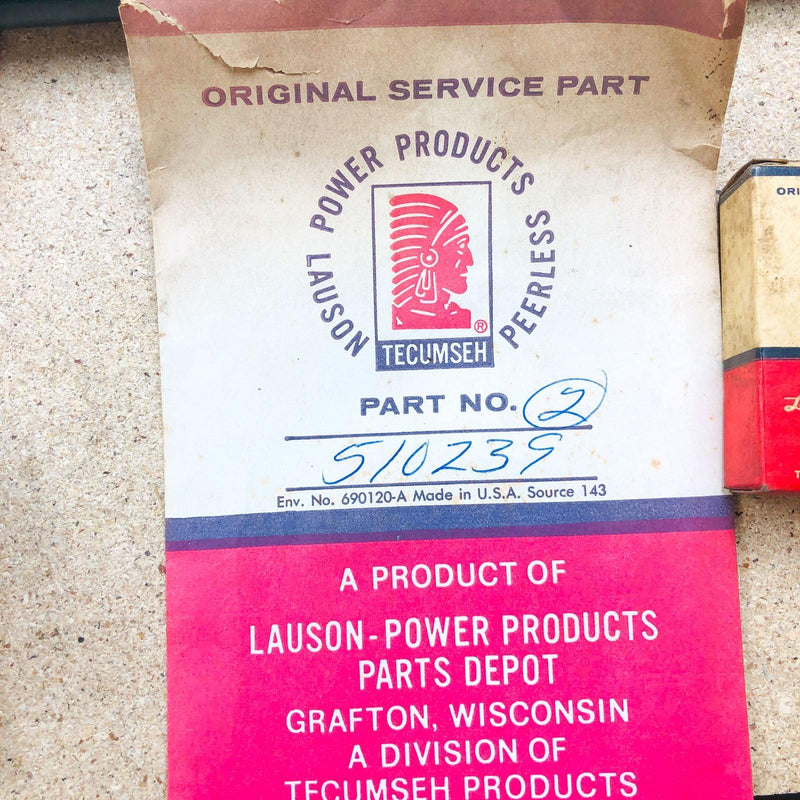 ORIGINAL SERVICE PART
LAUSON POWER PRODUCTS PEERLESS
®
TECUMSEH
PART NO. 2
510239
Env. No. 690120-A Made in U.S.A. Source 143
A PRODUCT OF
LAUSON-POWER PRODUCTS
PARTS DEPOT
GRAFTON, WISCONSIN
A DIVISION OF
TECUMSEH PRODUCTS
ORI